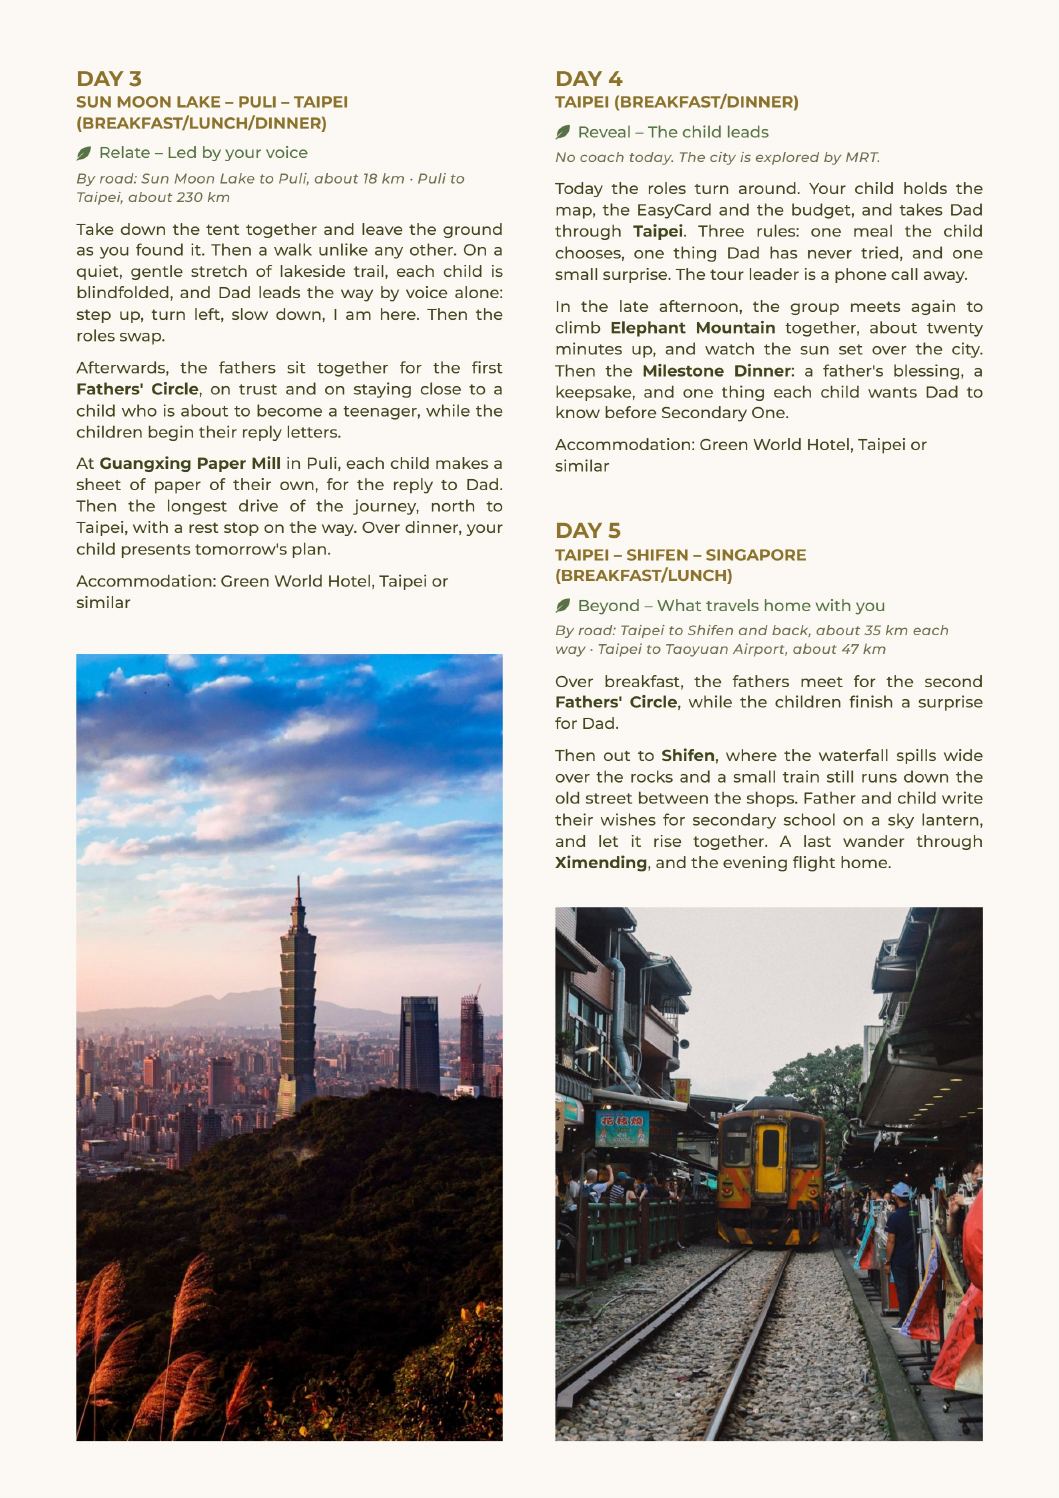 DAY 3
SUN MOON LAKE – PULI – TAIPEI
(BREAKFAST/LUNCH/DINNER)
Relate – Led by your voice
By road: Sun Moon Lake to Puli, about 18 km · Puli to
Taipei, about 230 km
Take down the tent together and leave the ground
as you found it. Then a walk unlike any other. On a
quiet, gentle stretch of lakeside trail, each child is
blindfolded, and Dad leads the way by voice alone:
step up, turn left, slow down, I am here. Then the
roles swap.
Afterwards, the fathers sit together for the first
Fathers' Circle, on trust and on staying close to a
child who is about to become a teenager, while the
children begin their reply letters.
At Guangxing Paper Mill in Puli, each child makes a
sheet of paper of their own, for the reply to Dad.
Then the longest drive of the journey, north to
Taipei, with a rest stop on the way. Over dinner, your
child presents tomorrow's plan.
Accommodation: Green World Hotel, Taipei or
similar
DAY 4
TAIPEI (BREAKFAST/DINNER)
Reveal – The child leads
No coach today. The city is explored by MRT.
Today the roles turn around. Your child holds the
map, the EasyCard and the budget, and takes Dad
through Taipei. Three rules: one meal the child
chooses, one thing Dad has never tried, and one
small surprise. The tour leader is a phone call away.
In the late afternoon, the group meets again to
climb Elephant Mountain together, about twenty
minutes up, and watch the sun set over the city.
Then the Milestone Dinner: a father's blessing, a
keepsake, and one thing each child wants Dad to
know before Secondary One.
Accommodation: Green World Hotel, Taipei or
similar
DAY 5
TAIPEI – SHIFEN – SINGAPORE
(BREAKFAST/LUNCH)
Beyond – What travels home with you
By road: Taipei to Shifen and back, about 35 km each
way · Taipei to Taoyuan Airport, about 47 km
Over breakfast, the fathers meet for the second
Fathers' Circle, while the children finish a surprise
for Dad.
Then out to Shifen, where the waterfall spills wide
over the rocks and a small train still runs down the
old street between the shops. Father and child write
their wishes for secondary school on a sky lantern,
and let it rise together. A last wander through
Ximending, and the evening flight home.